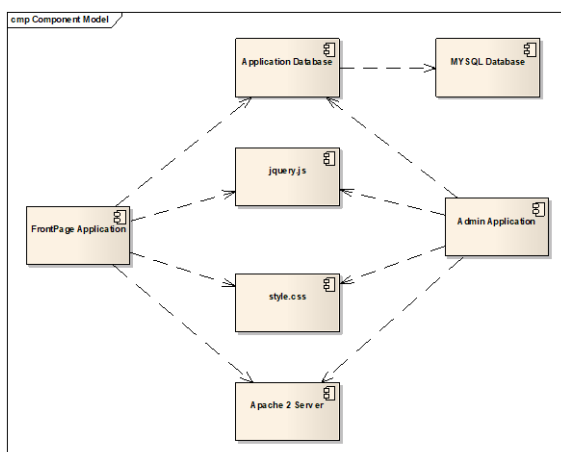 cmp Component Model
Application Database
MYSQL Database
jquery.js
FrontPage Application
Admin Application
style.css
Apache 2 Server